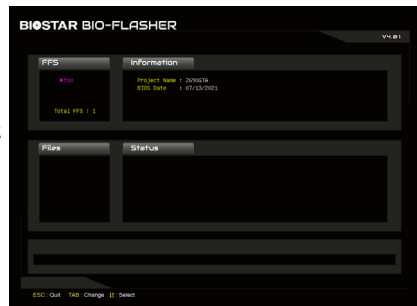 BIOSTAR BIO-FLASHER
V4.01
FFS
Total FFS : 1
Information
Project Name : Z690GTA
BIOS Date : 07/13/2021
Files
Status
ESC : Quit TAB : Change : Select